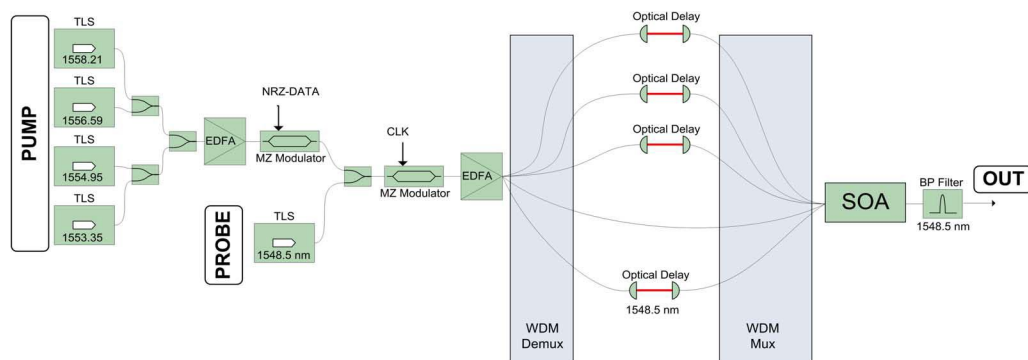 PUMP
TLS
1558.21
TLS
1556.59
TLS
1554.95
TLS
1553.35
EDFA
NRZ-DATA
MZ Modulator
PROBE
TLS
1548.5 nm
CLK
MZ Modulator
EDFA
WDM
Demux
Optical Delay
Optical Delay
Optical Delay
Optical Delay
1548.5 nm
WDM
Mux
SOA
BP Filter
1548.5 nm
OUT